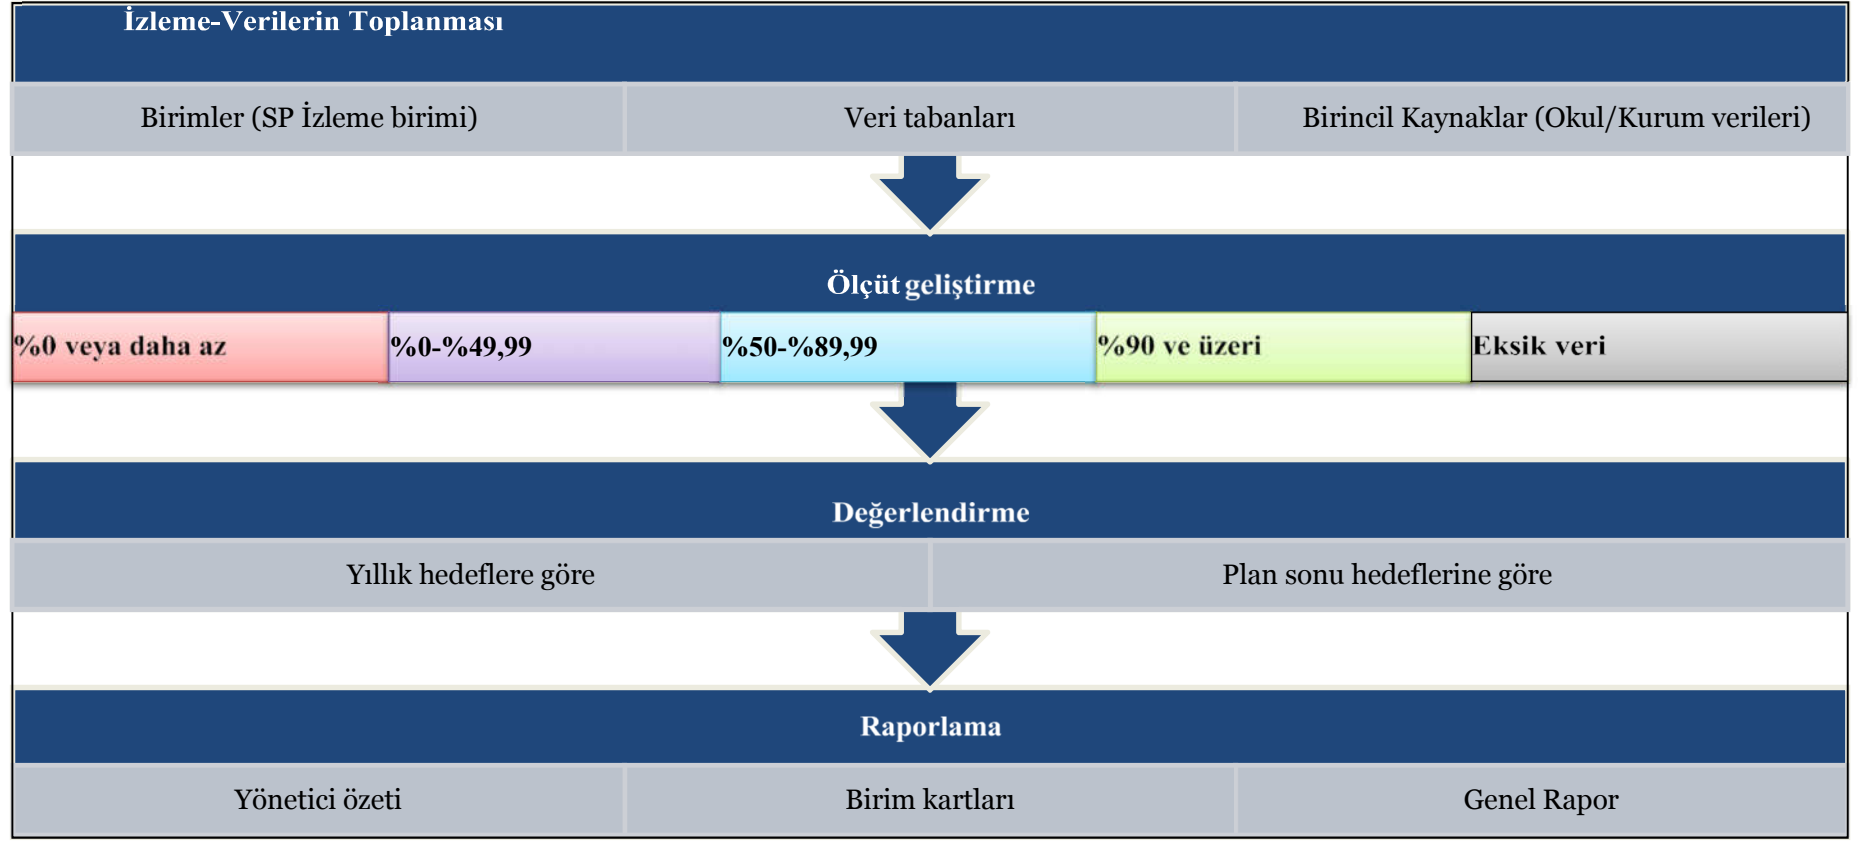 İzleme-Verilerin Toplanması
Birimler (SP İzleme birimi)
Veri tabanları
Birincil Kaynaklar (Okul/Kurum verileri)
Ölçüt geliştirme
%0 veya daha az
%0-%49,99
%50-%89,99
%90 ve üzeri
Eksik veri
Değerlendirme
Yıllık hedeflere göre
Plan sonu hedeflerine göre
Raporlama
Yönetici özeti
Birim kartları
Genel Rapor